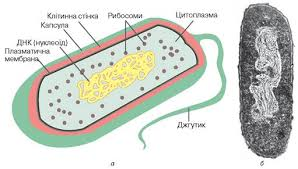 Клітинна стінка
Капсула
ДНК (нуклеоїд)
Плазматична
мембрана
Рибосоми
Цитоплазма
Джгутик
а
б